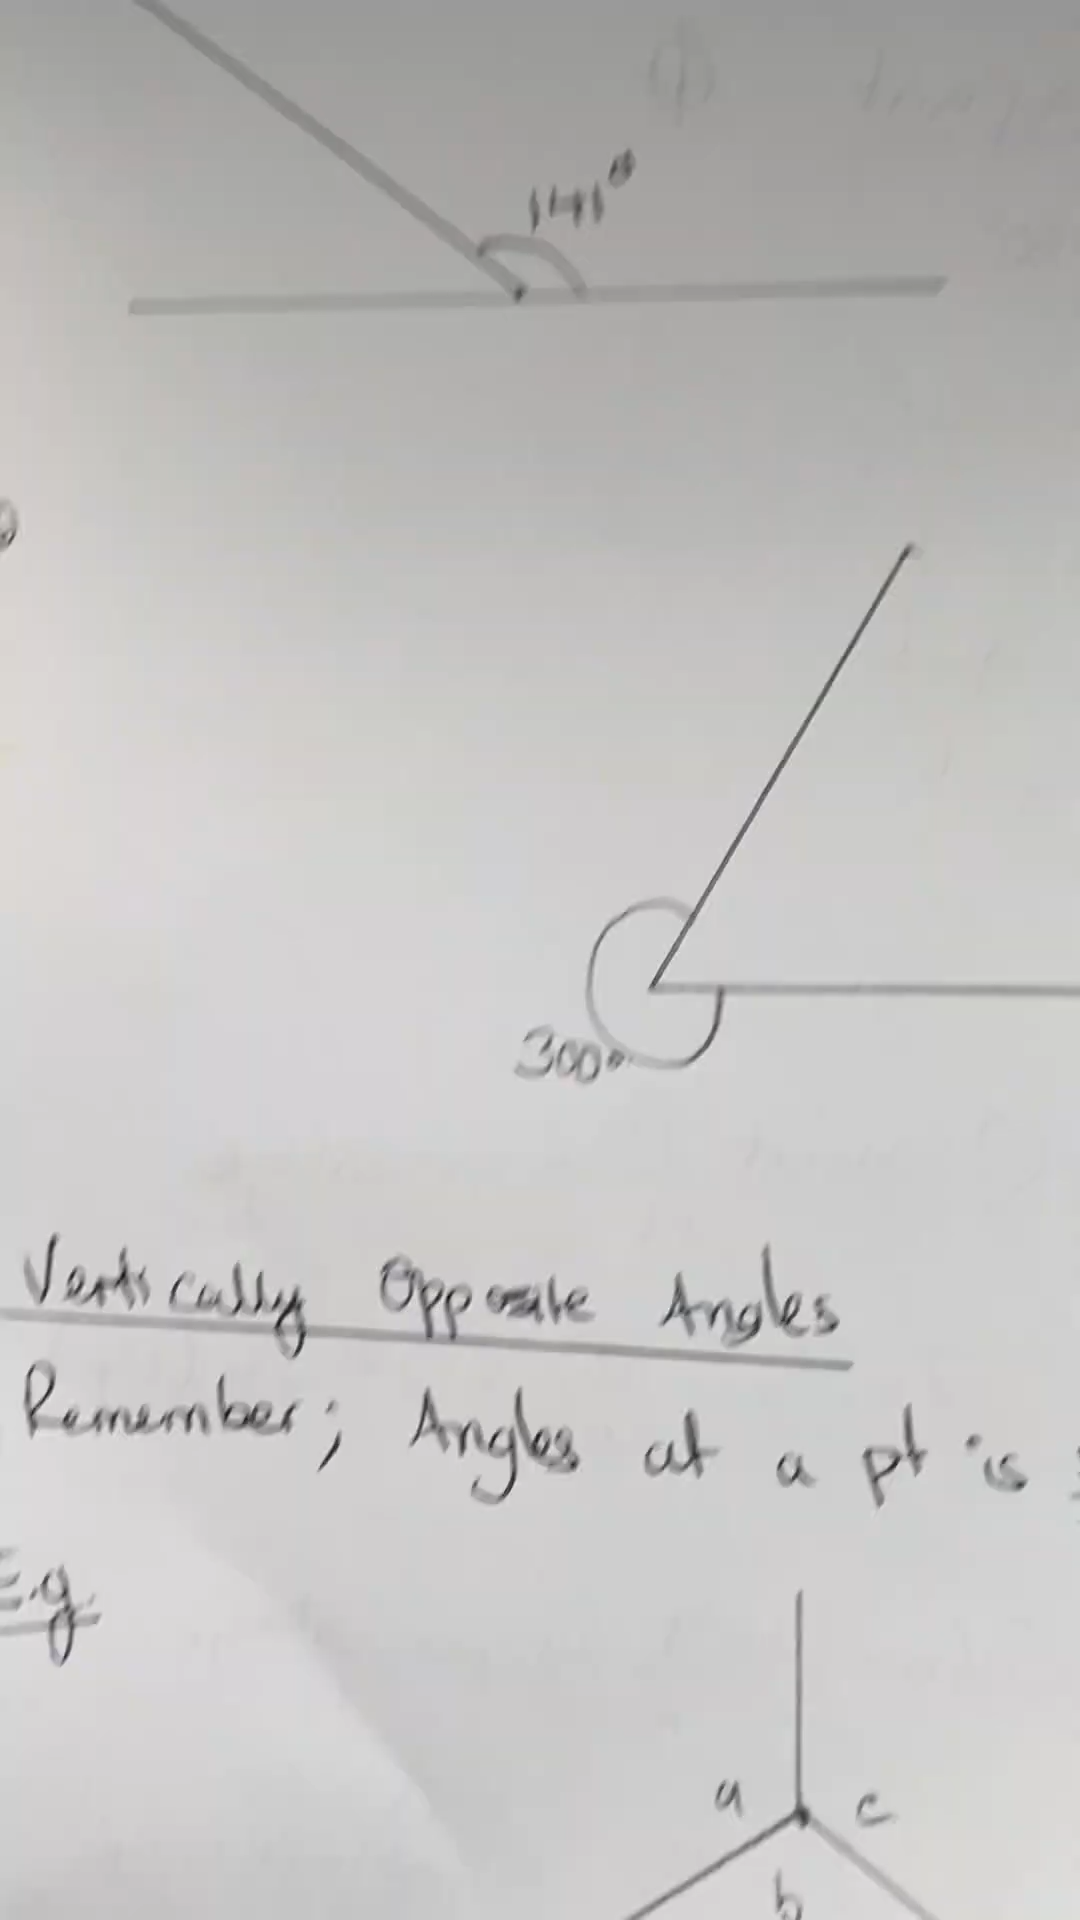 141°
300°
Vertically Opposite Angles
Remember; Angles at a pt is
E.g.
a c
b